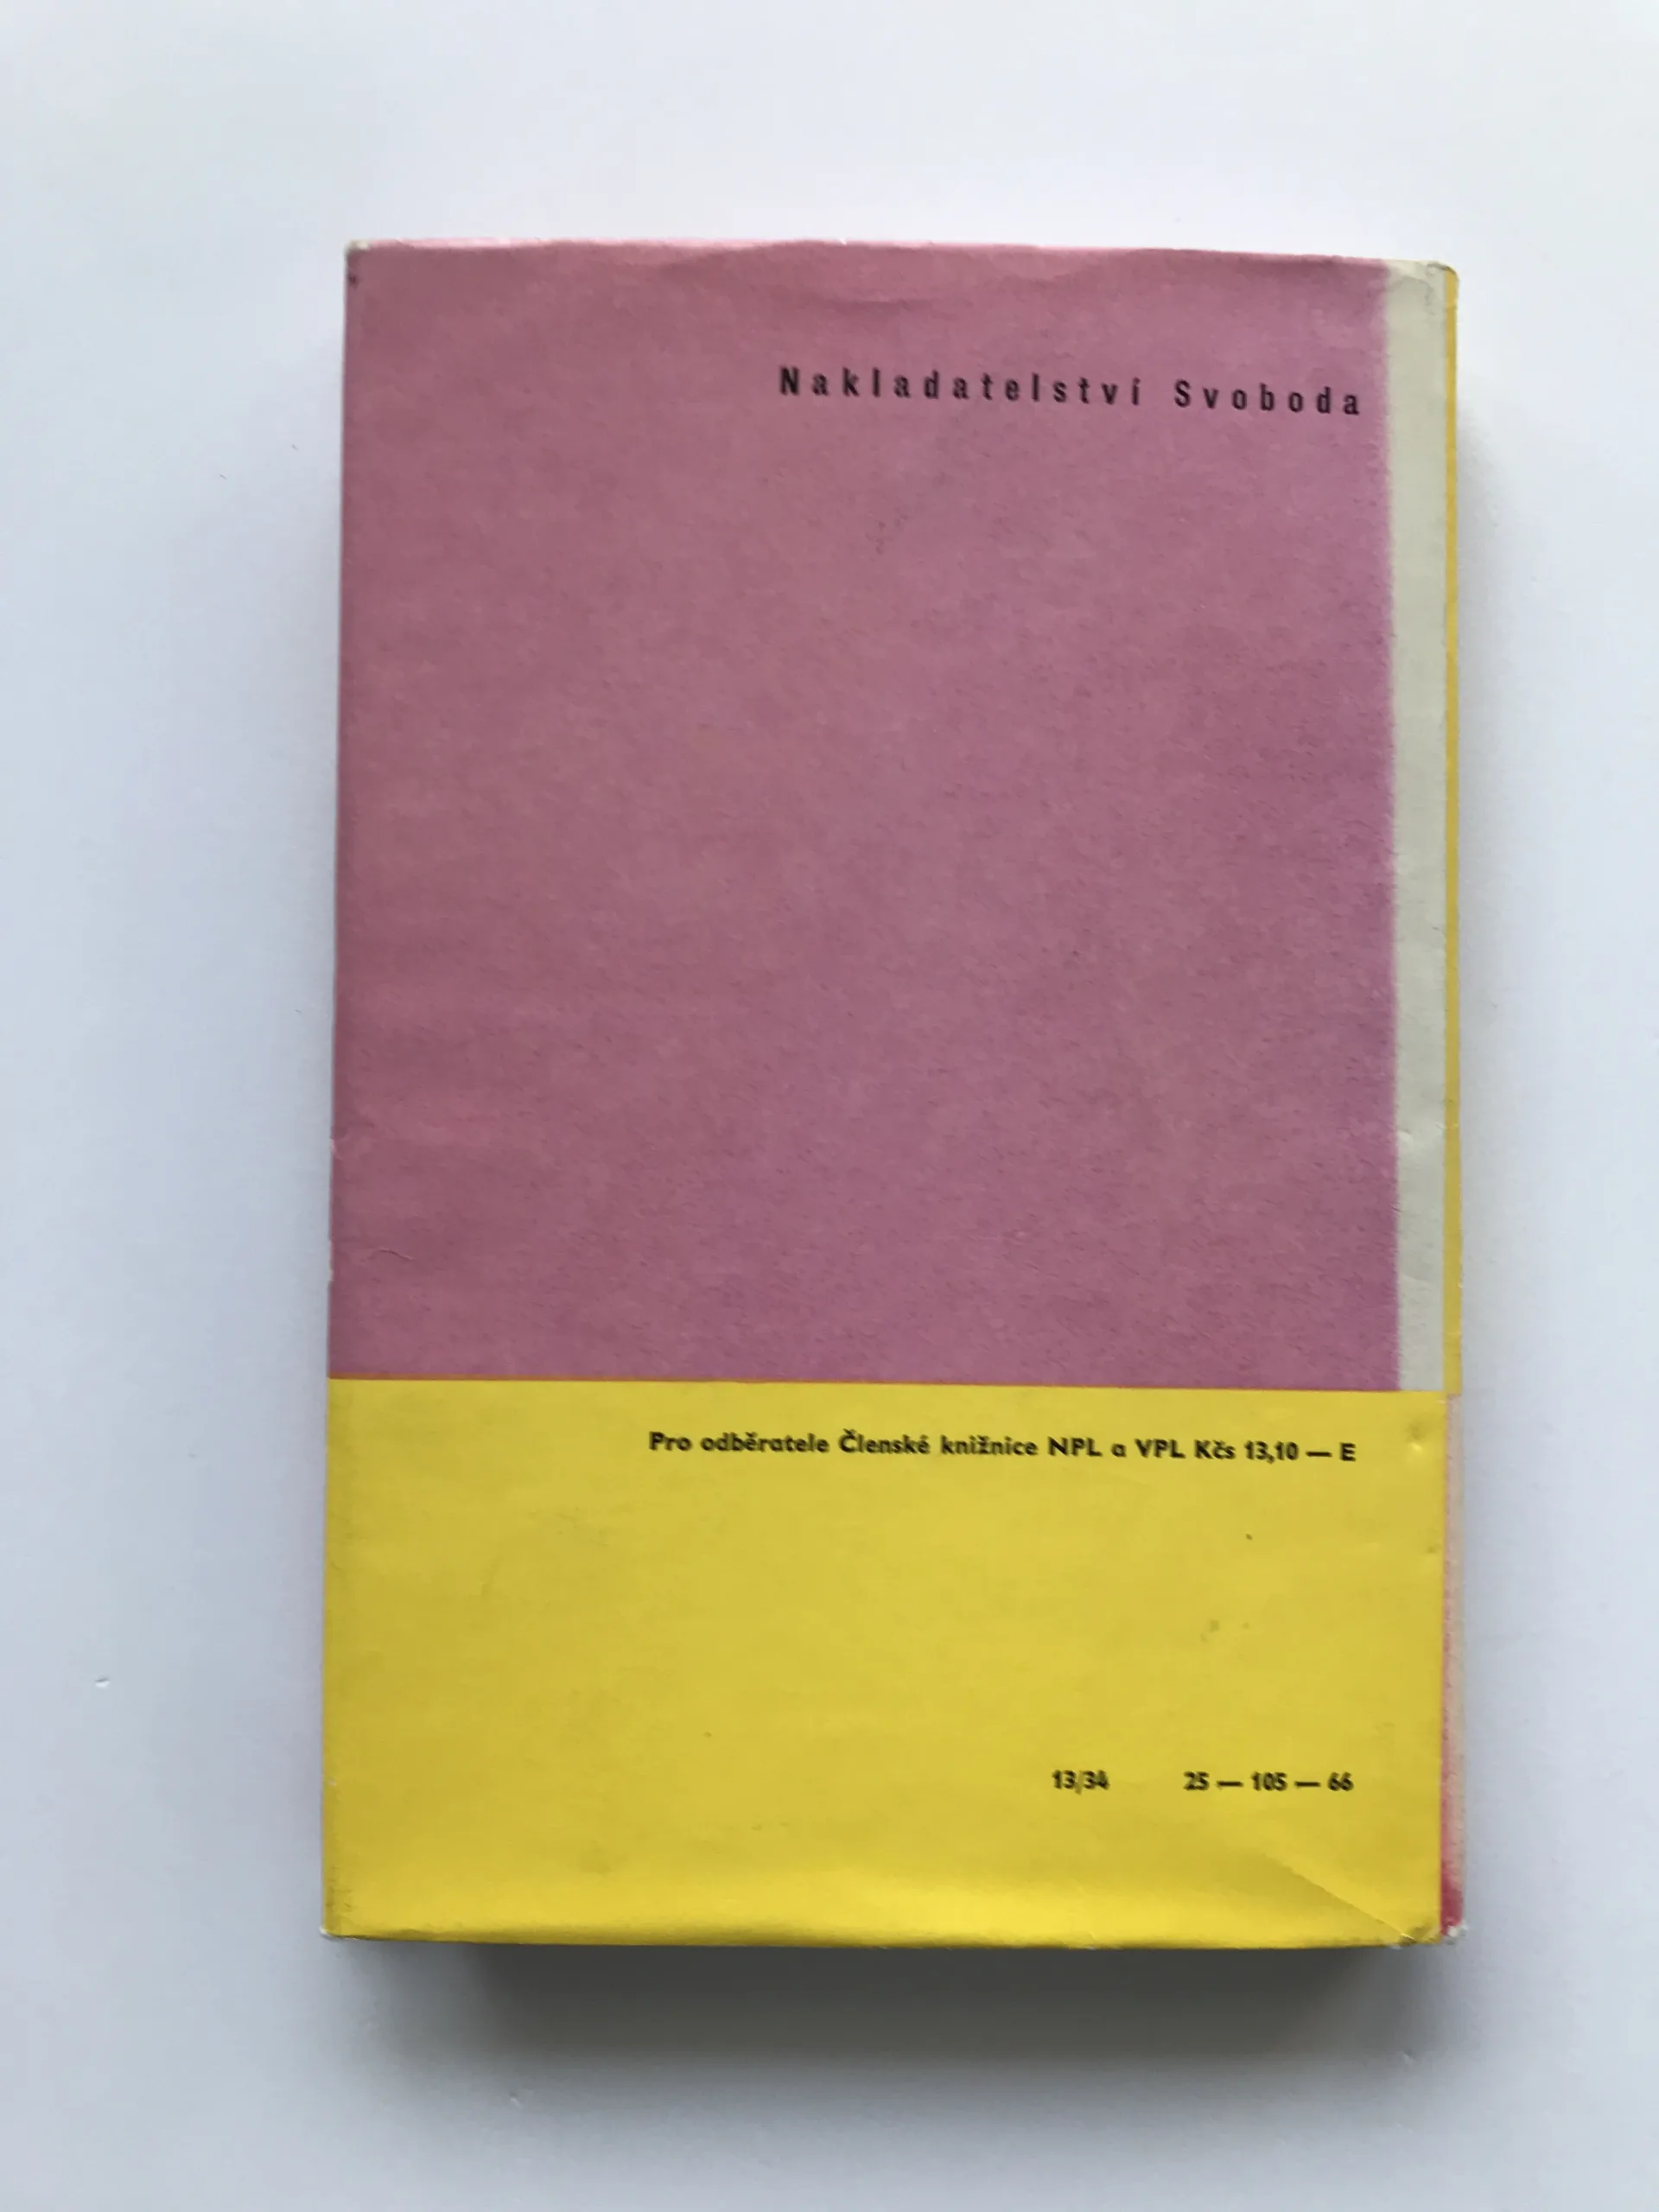 Nakladatelství Svoboda
Pro odběratele Členské knižnice NPL a VPL Kčs 13,10 — E
13/34 25 — 105 — 66